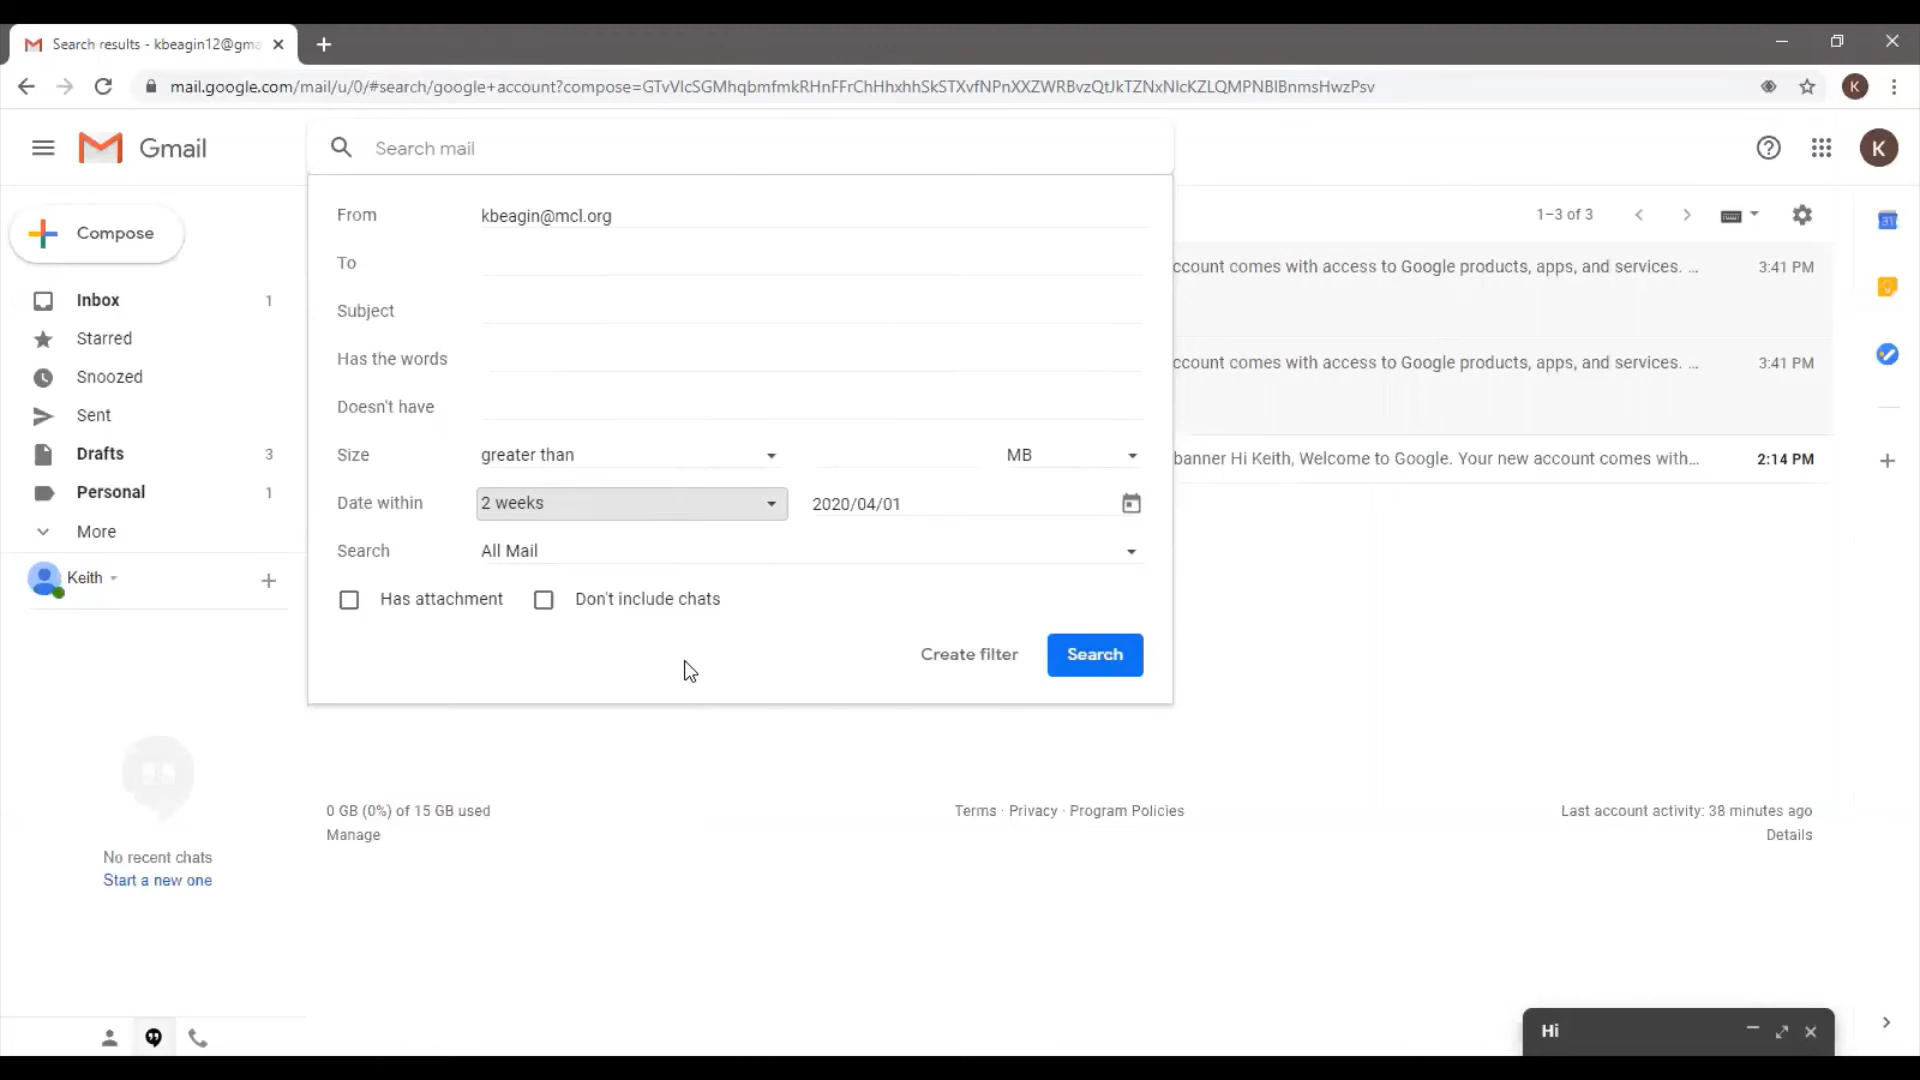 Search results - kbeagin12@gma
mail.google.com/mail/u/0/#search/google+account?compose=GTvVlcSGMhqbmfmkRHnFFrChHhxhhSkSTXvfNPnXXZWRBvzQtJkTZNxNlcKZLQMPNBlBnmsHwzPsv
K
Gmail
Search mail
K
Compose
From kbeagin@mcl.org
1–3 of 3
To
ccount comes with access to Google products, apps, and services. ... 3:41 PM
Inbox 1
Subject
Starred
Has the words
ccount comes with access to Google products, apps, and services. ... 3:41 PM
Snoozed
Doesn't have
Sent
Size greater than MB
Drafts 3
banner Hi Keith, Welcome to Google. Your new account comes with... 2:14 PM
Personal 1
Date within 2 weeks 2020/04/01
More
Search All Mail
Keith
Has attachment Don't include chats
Create filter Search
0 GB (0%) of 15 GB used
Manage
Terms · Privacy · Program Policies
Last account activity: 38 minutes ago
Details
No recent chats
Start a new one
Hi
31